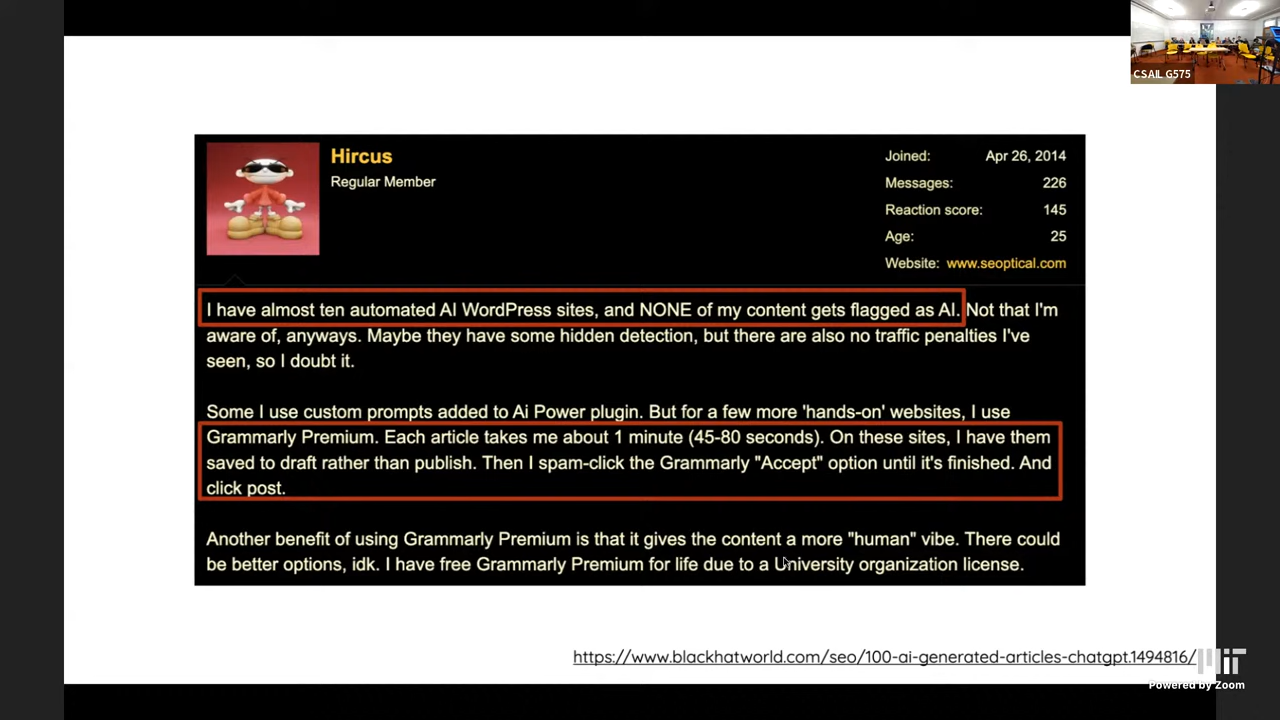 CSAIL G575
Hircus
Regular Member
Joined: Apr 26, 2014
Messages: 226
Reaction score: 145
Age: 25
Website: www.seoptical.com
I have almost ten automated AI WordPress sites, and NONE of my content gets flagged as AI. Not that I'm
aware of, anyways. Maybe they have some hidden detection, but there are also no traffic penalties I've
seen, so I doubt it.
Some I use custom prompts added to Ai Power plugin. But for a few more 'hands-on' websites, I use
Grammarly Premium. Each article takes me about 1 minute (45-80 seconds). On these sites, I have them
saved to draft rather than publish. Then I spam-click the Grammarly "Accept" option until it's finished. And
click post.
Another benefit of using Grammarly Premium is that it gives the content a more "human" vibe. There could
be better options, idk. I have free Grammarly Premium for life due to a University organization license.
https://www.blackhatworld.com/seo/100-ai-generated-articles-chatgpt.1494816/
MIT
Powered by Zoom